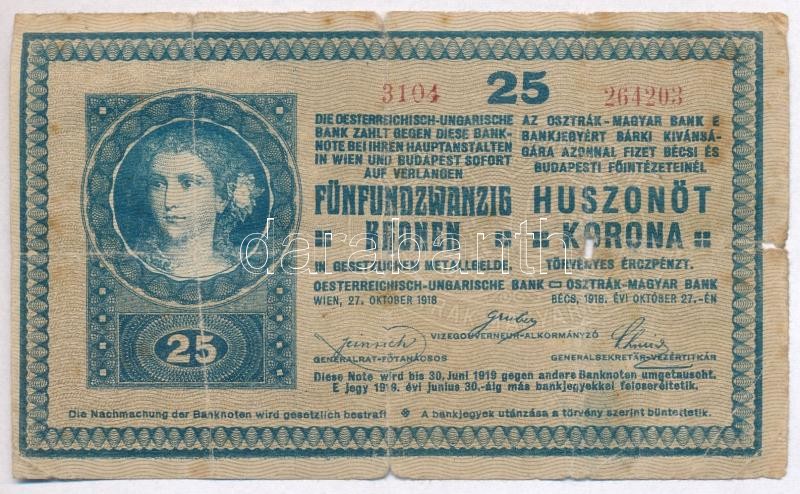 3104 25 264203
DIE OESTERREICHISCH-UNGARISCHE
BANK ZAHLT GEGEN DIESE BANK-
NOTE BEI IHREN HAUPTANSTALTEN
IN WIEN UND BUDAPEST SOFORT
AUF VERLANGEN
FÜNFUNDZWANZIG
KRONEN
IN GESETZLICHEM METALLGELDE.
AZ OSZTRÁK-MAGYAR BANK E
BANKJEGYÉRT BÁRKI KIVÁNSÁ-
GÁRA AZONNAL FIZET BÉCSI ÉS
BUDAPESTI FŐINTÉZETEINÉL
HUSZONÖT
KORONA
TÖRVÉNYES ÉRCZPÉNZT.
OESTERREICHISCH-UNGARISCHE BANK OSZTRÁK-MAGYAR BANK
WIEN, 27. OKTOBER 1918 BÉCS, 1918. ÉVI OKTÓBER 27.-ÉN
Gruber
VIZEGOUVERNEUR-ALKORMÁNYZÓ
GENERALRAT-FŐTANÁCSOS GENERALSEKRETÄR-VEZÉRTITKÁR
Diese Note wird bis 30. Juni 1919 gegen andere Banknoten umgetauscht.
E jegy 1919. évi junius 30.-áig más bankjegyekkel felcseréltetik.
25
Die Nachmachung der Banknoten wird gesetzlich bestraft A bankjegyek utánzása a törvény szerint büntettetik.
darabanth